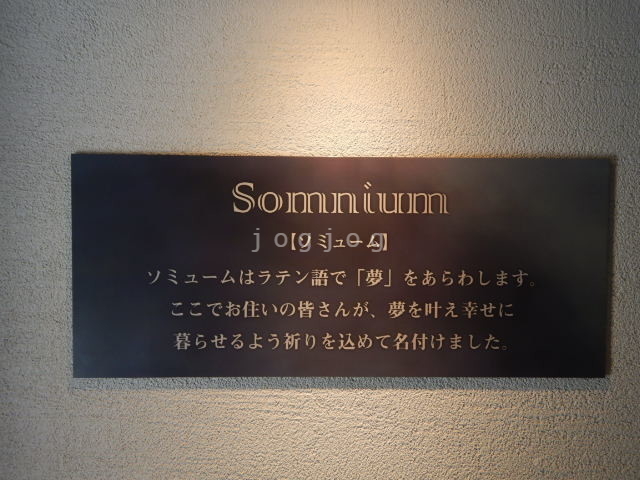 Somnium
jogjog
【ソミューム】
ソミュームはラテン語で「夢」をあらわします。
ここでお住いの皆さんが、夢を叶え幸せに
暮らせるよう祈りを込めて名付けました。